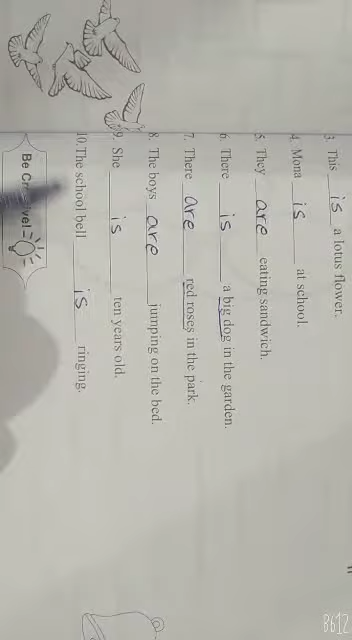 3. This is a lotus flower.
4. Mona is at school.
5. They are eating sandwich.
6. There is a big dog in the garden.
7. There are red roses in the park.
8. The boys are jumping on the bed.
9. She is ten years old.
10. The school bell is ringing.
Be Creative!